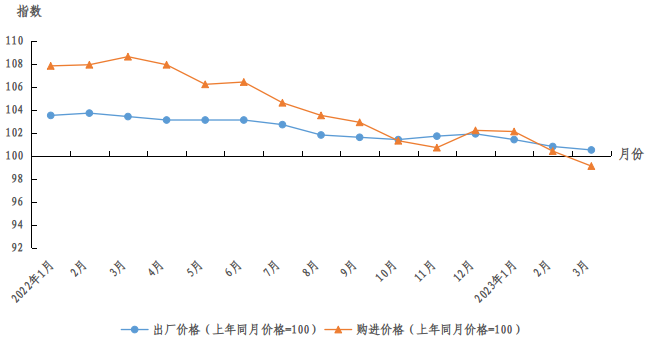 指数
110
108
106
104
102
100
98
96
94
92
月份
2022年1月
2月
3月
4月
5月
6月
7月
8月
9月
10月
11月
12月
2023年1月
2月
3月
出厂价格（上年同月价格=100） 购进价格（上年同月价格=100）